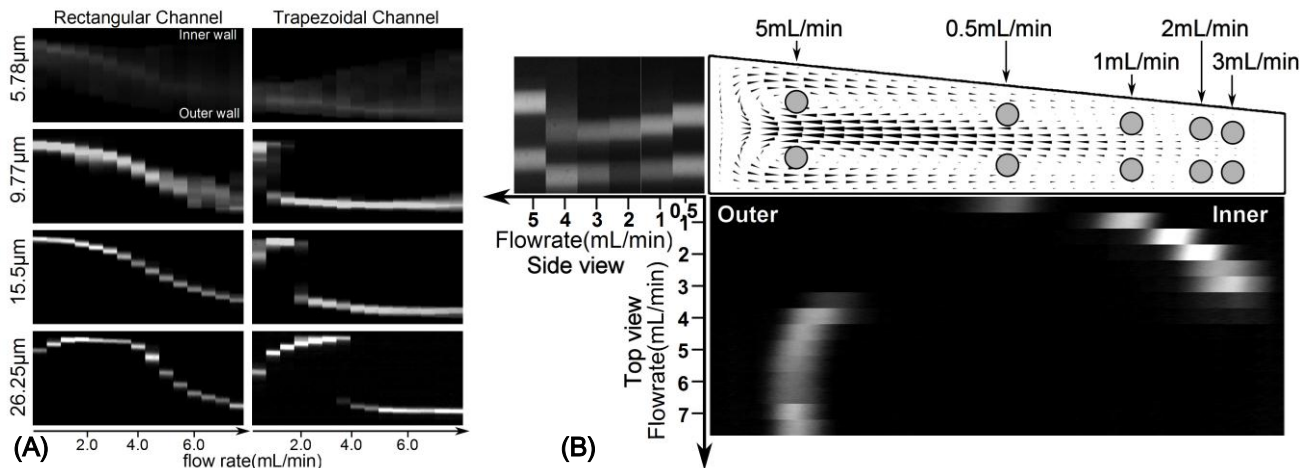 Rectangular Channel
Trapezoidal Channel
5.78μm
Inner wall
Outer wall
9.77 μm
15.5μm
26.25μm
2.0 4.0 6.0
2.0 4.0 6.0
flow rate(mL/min)
(A)
(B)
5mL/min
0.5mL/min
2mL/min
1mL/min
3mL/min
5 4 3 2 1 0.5
Flowrate(mL/min)
Side view
Outer
Inner
Top view
Flowrate(mL/min)
1
2
3
4
5
6
7